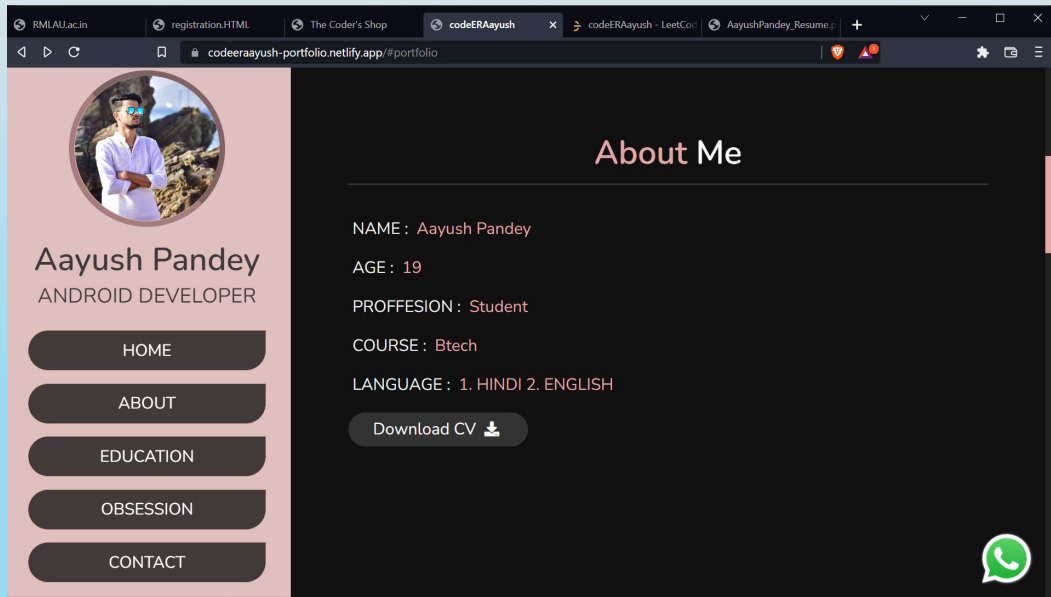 RMLAU.ac.in
registration.HTML
The Coder's Shop
codeERAayush
codeERAayush - LeetCod
AayushPandey_Resume.p
codeeraayush-portfolio.netlify.app/#portfolio
1
Aayush Pandey
ANDROID DEVELOPER
HOME
ABOUT
EDUCATION
OBSESSION
CONTACT
About Me
NAME : Aayush Pandey
AGE : 19
PROFFESION : Student
COURSE : Btech
LANGUAGE : 1. HINDI 2. ENGLISH
Download CV